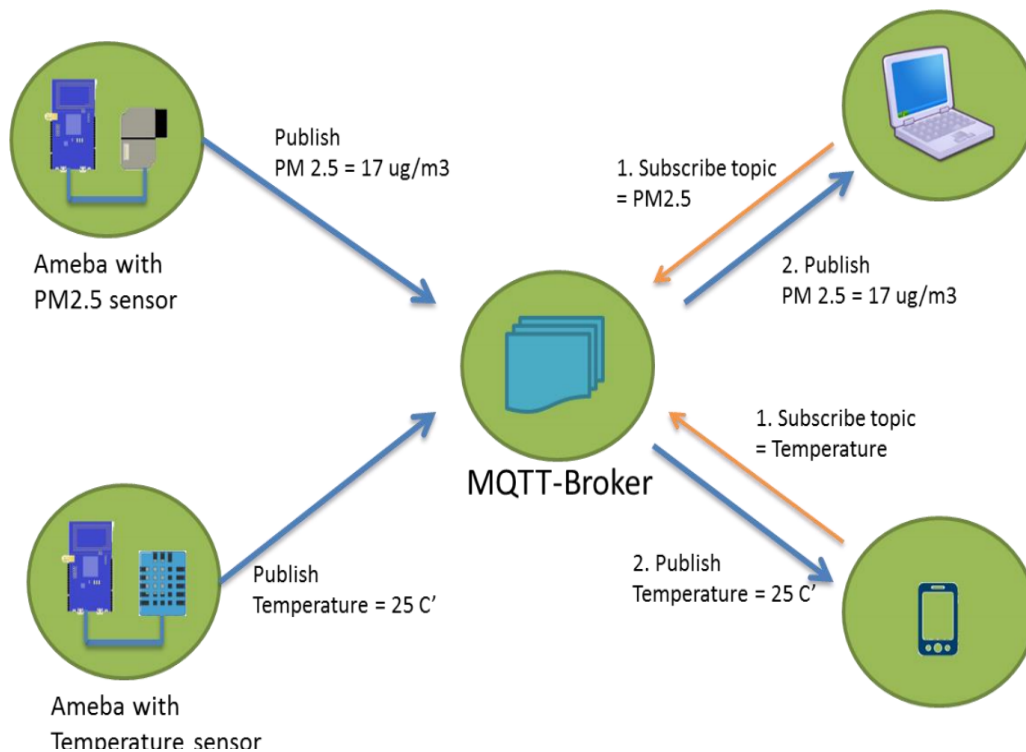 Publish
PM 2.5 = 17 ug/m3
1. Subscribe topic
= PM2.5
Ameba with
PM2.5 sensor
2. Publish
PM 2.5 = 17 ug/m3
MQTT-Broker
1. Subscribe topic
= Temperature
Publish
Temperature = 25 C’
2. Publish
Temperature = 25 C’
Ameba with
Temperature sensor